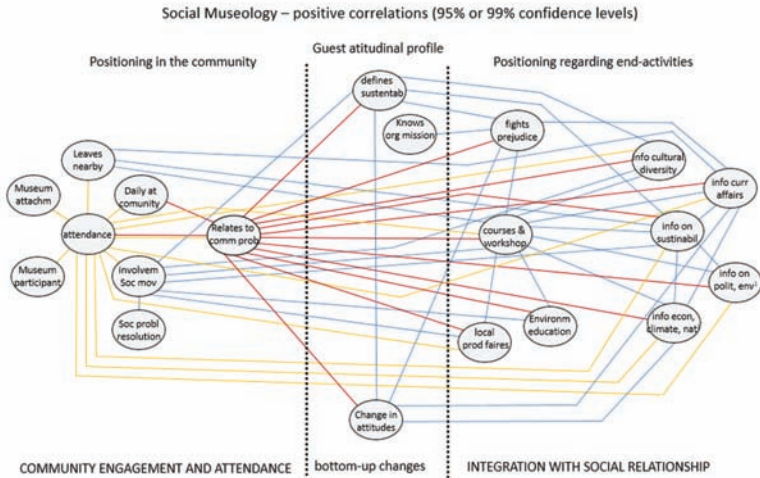 Social Museology – positive correlations (95% or 99% confidence levels)
Guest atitudinal profile
Positioning in the community
Positioning regarding end-activities
defines
sustentab
Knows
org mission
fights
prejudice
Leaves
nearby
info cultural
diversity
info curr
affairs
Museum
attachm
Daily at
comunity
attendance
Relates to
comm prob
courses &
workshop
info on
sustinabil
Museum
participant
involvem
Soc mov
info on
polit, env
Soc probl
resolution
local
prod faires
Environm
education
info econ,
climate, nat
Change in
attitudes
COMMUNITY ENGAGEMENT AND ATTENDANCE
bottom-up changes
INTEGRATION WITH SOCIAL RELATIONSHIP